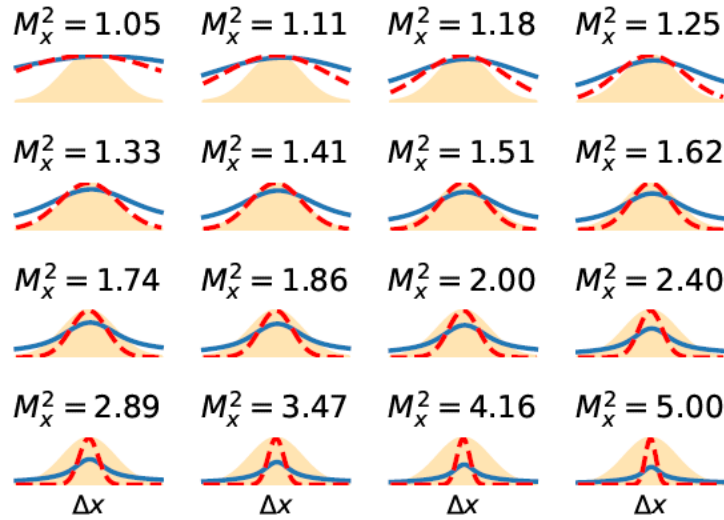 M_x^2 = 1.05 M_x^2 = 1.11 M_x^2 = 1.18 M_x^2 = 1.25
M_x^2 = 1.33 M_x^2 = 1.41 M_x^2 = 1.51 M_x^2 = 1.62
M_x^2 = 1.74 M_x^2 = 1.86 M_x^2 = 2.00 M_x^2 = 2.40
M_x^2 = 2.89 M_x^2 = 3.47 M_x^2 = 4.16 M_x^2 = 5.00
Δx Δx Δx Δx